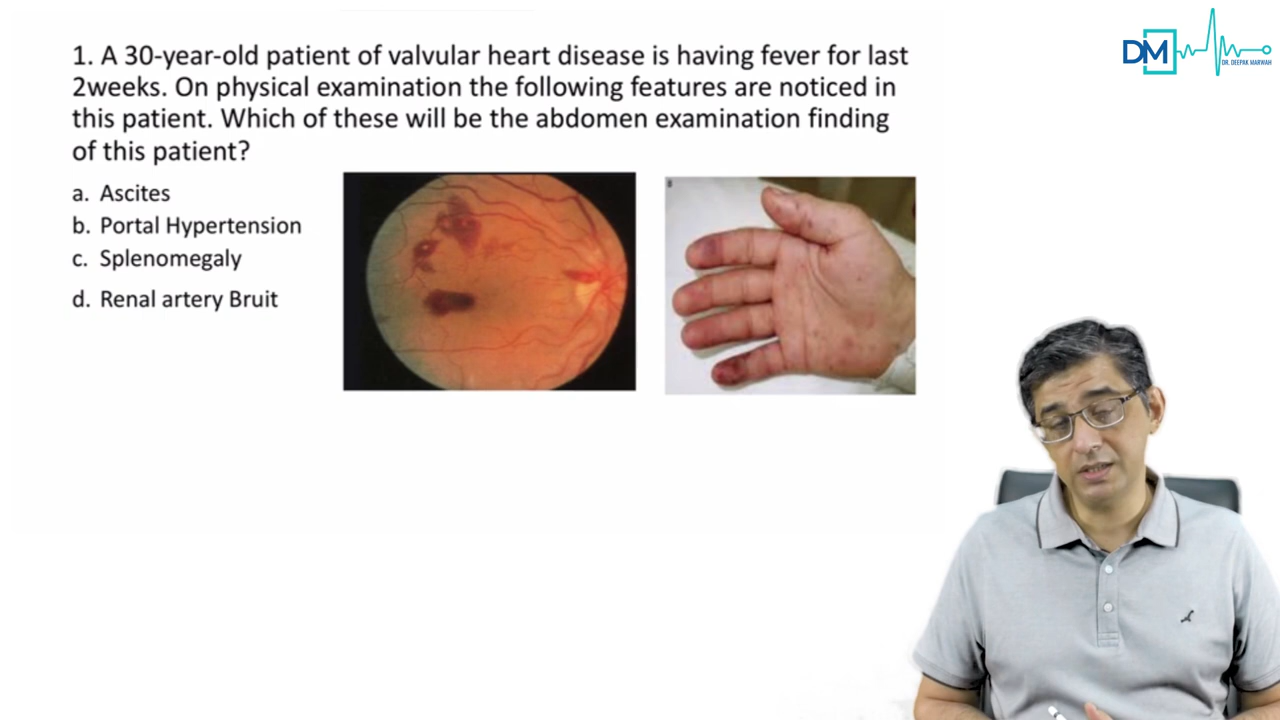 DM
DR. DEEPAK MARWAH
1. A 30-year-old patient of valvular heart disease is having fever for last
2weeks. On physical examination the following features are noticed in
this patient. Which of these will be the abdomen examination finding
of this patient?
a. Ascites
b. Portal Hypertension
c. Splenomegaly
d. Renal artery Bruit
B